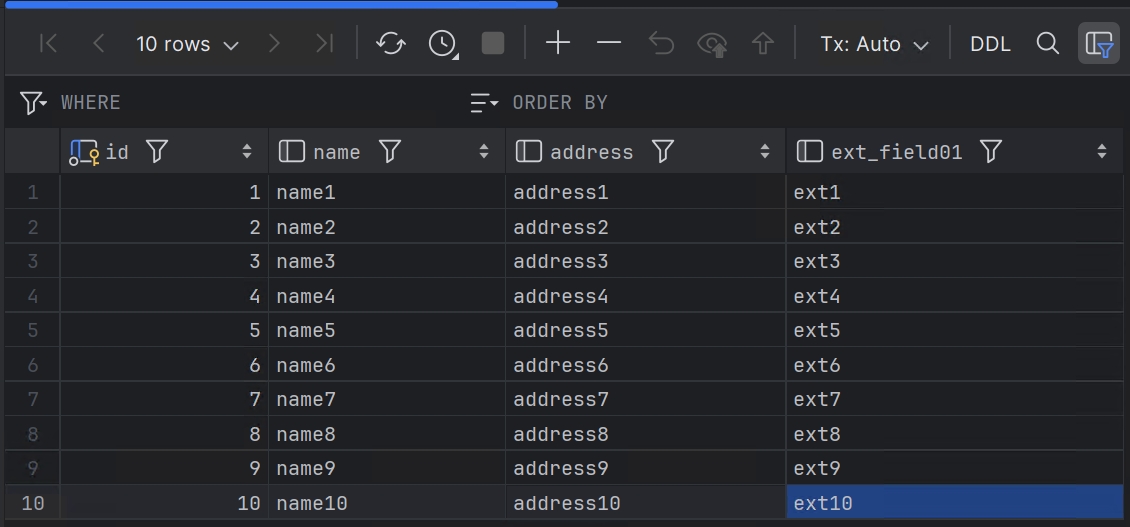 10 rows Tx: Auto DDL
WHERE ORDER BY
id name address ext_field01
1 1 name1 address1 ext1
2 2 name2 address2 ext2
3 3 name3 address3 ext3
4 4 name4 address4 ext4
5 5 name5 address5 ext5
6 6 name6 address6 ext6
7 7 name7 address7 ext7
8 8 name8 address8 ext8
9 9 name9 address9 ext9
10 10 name10 address10 ext10